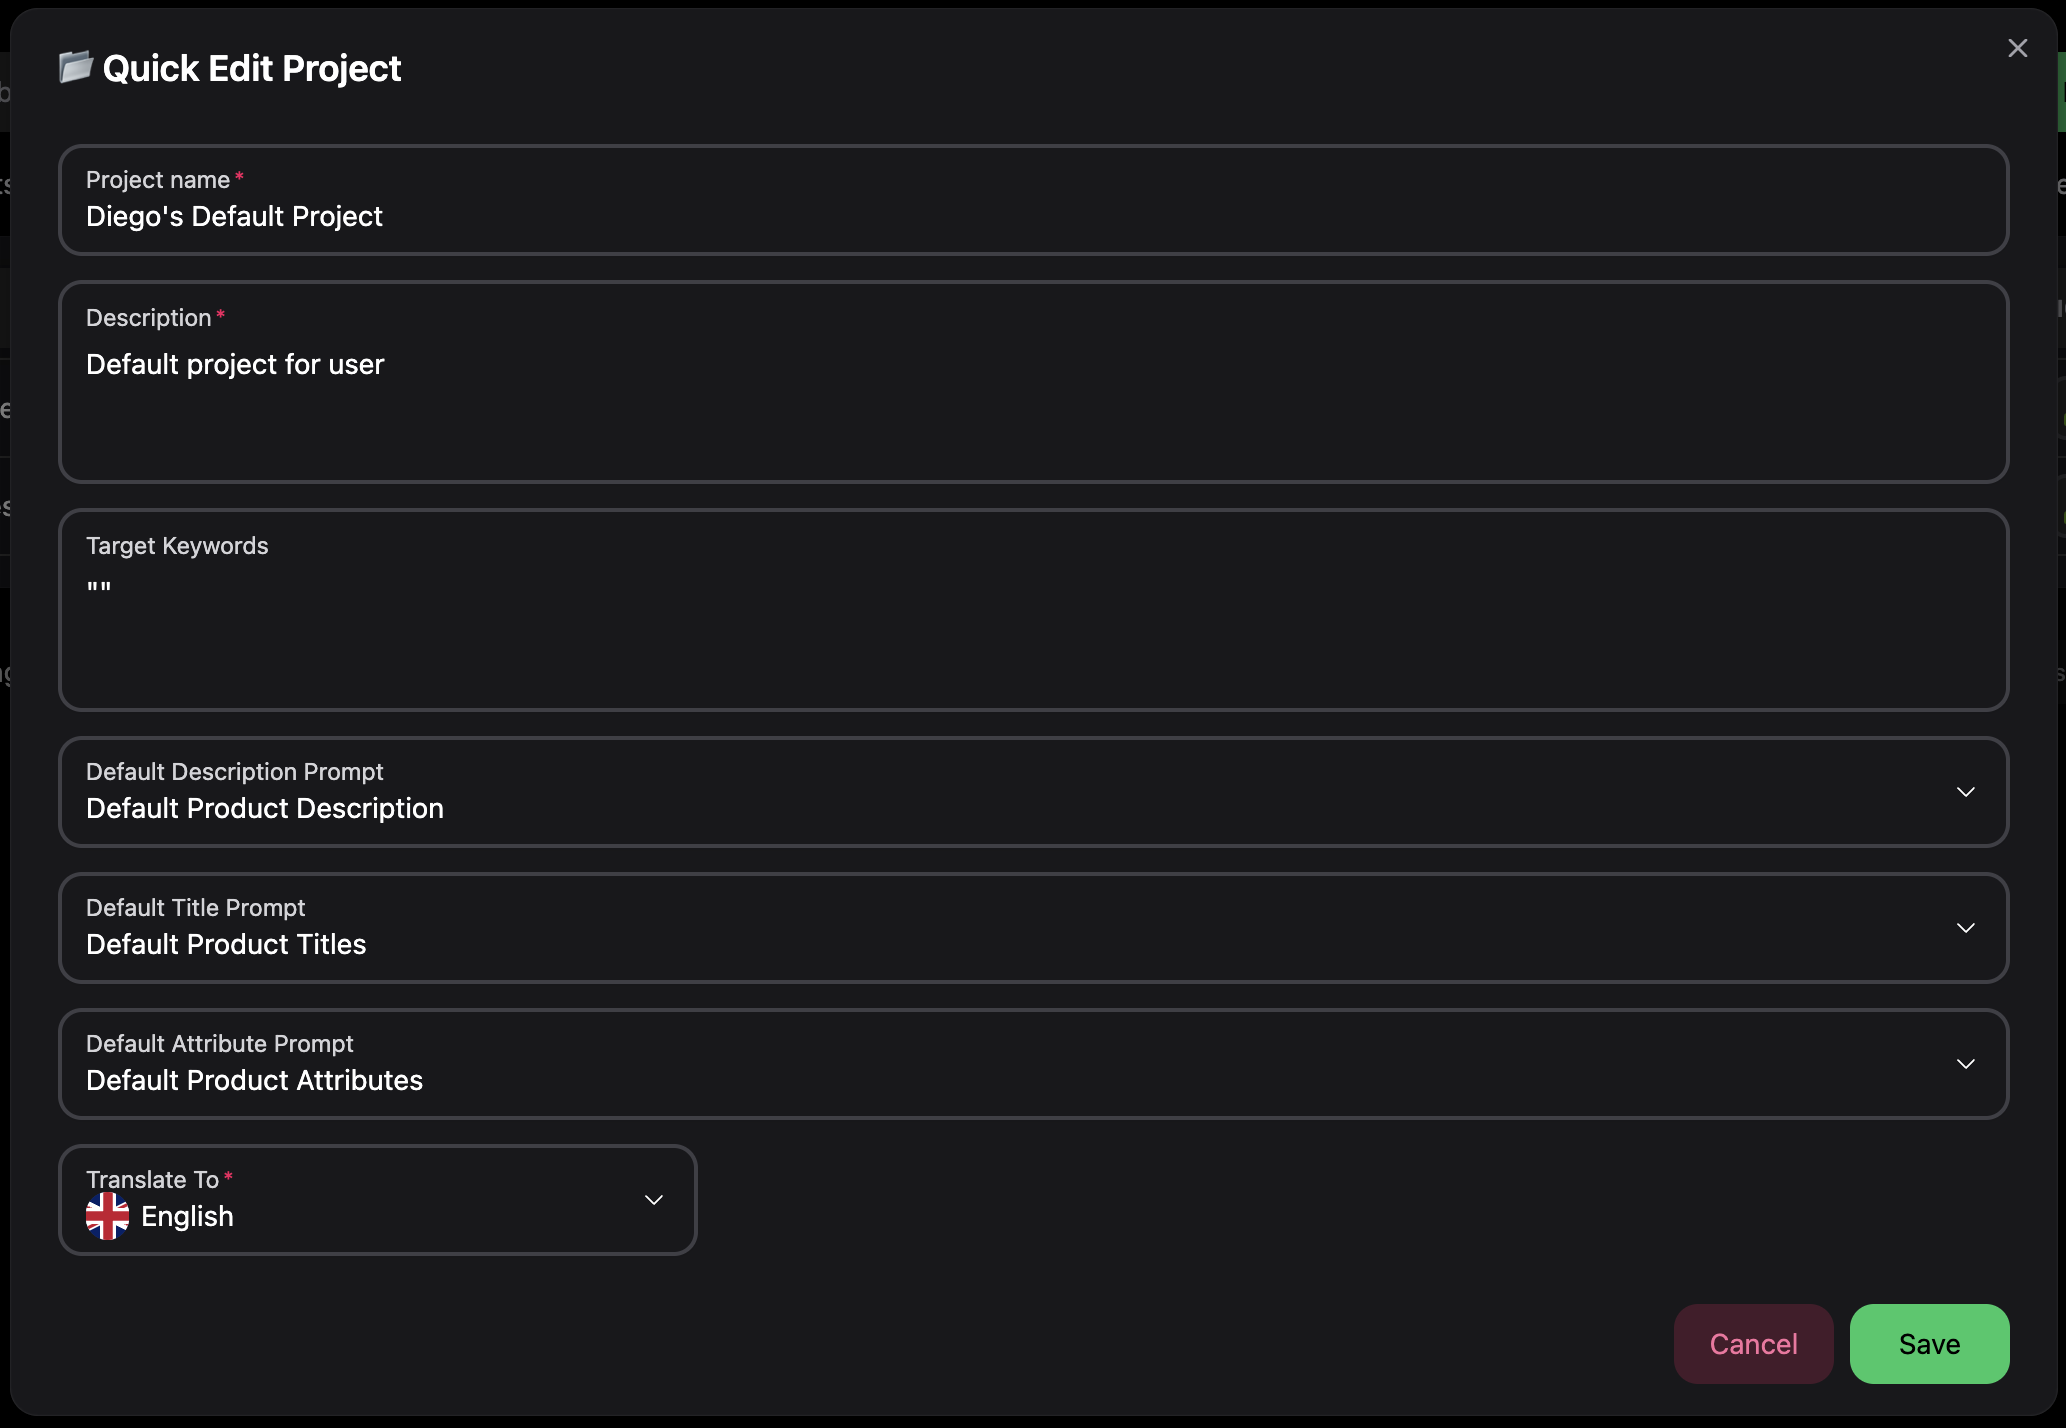 Quick Edit Project
Project name*
Diego's Default Project
Description*
Default project for user
Target Keywords
""
Default Description Prompt
Default Product Description
Default Title Prompt
Default Product Titles
Default Attribute Prompt
Default Product Attributes
Translate To*
English
Cancel
Save